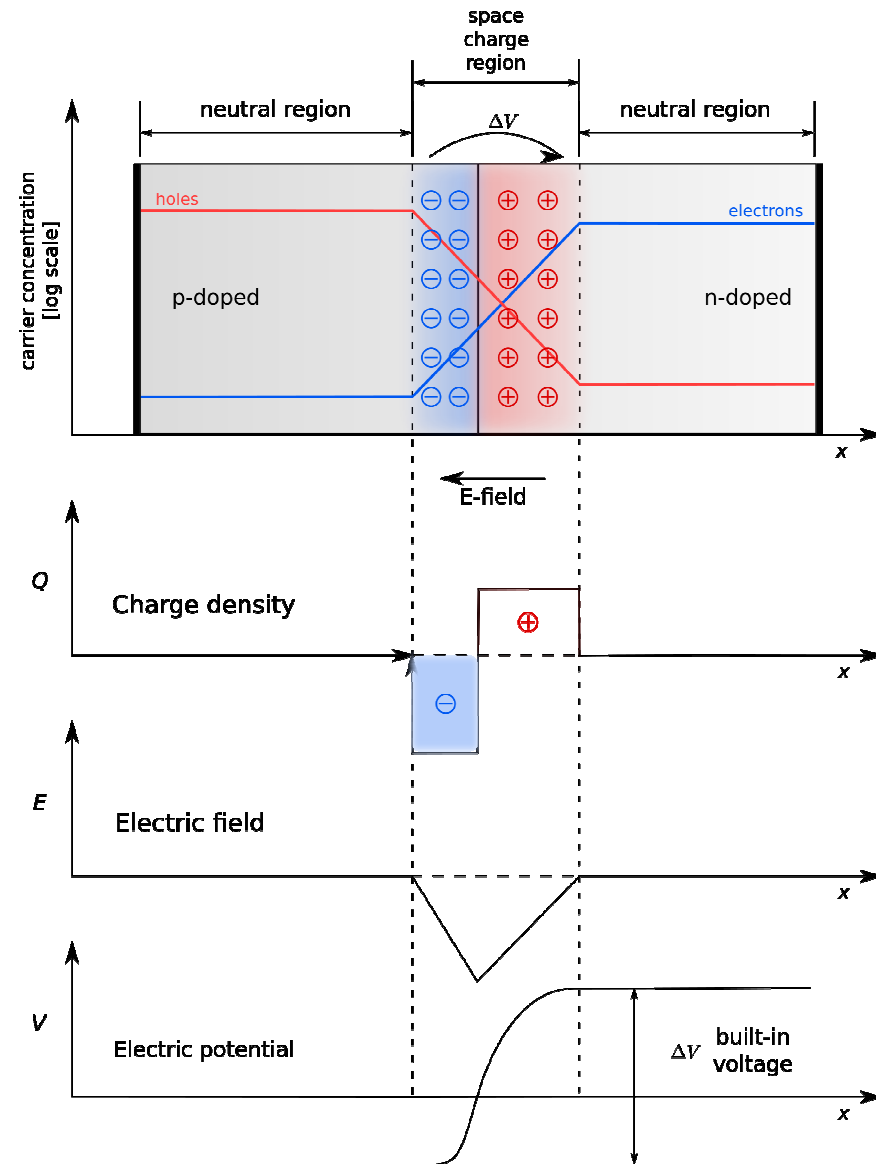 space
charge
region
neutral region
neutral region
ΔV
carrier concentration
[log scale]
holes
electrons
p-doped
n-doped
x
E-field
Q
Charge density
x
E
Electric field
x
V
Electric potential
ΔV
built-in
voltage
x